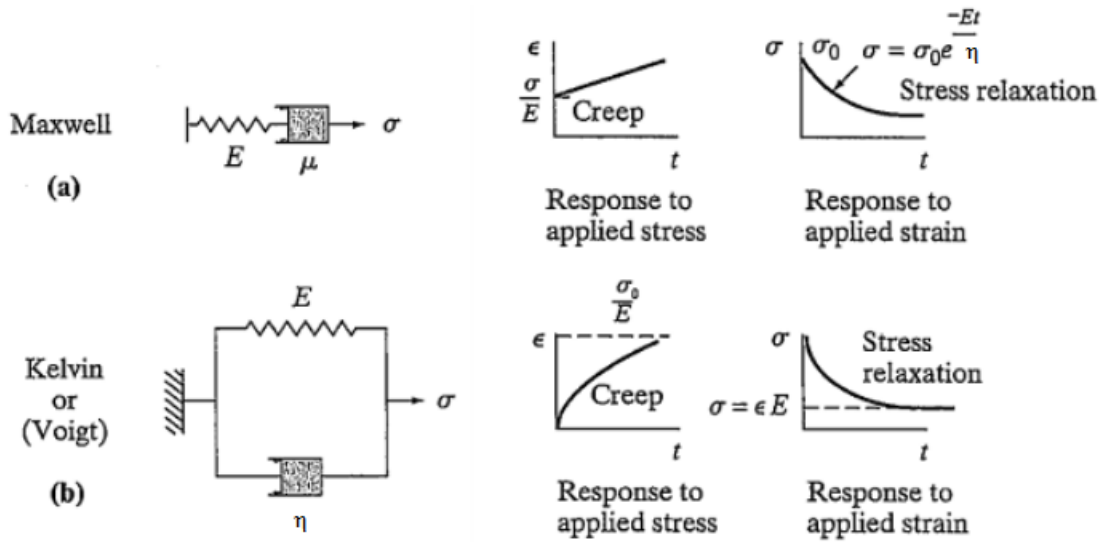 Maxwell
(a)
E
μ
σ
ϵ
σ
E
Creep
t
Response to
applied stress
σ
σ0
σ = σ0e
−Et
η
Stress relaxation
t
Response to
applied strain
Kelvin
or
(Voigt)
(b)
E
σ
η
σ0
E
ϵ
Creep
t
Response to
applied stress
σ
Stress
relaxation
σ = ϵ E
t
Response to
applied strain